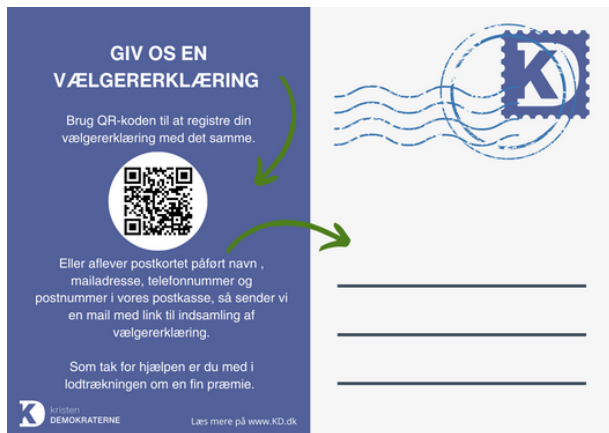 GIV OS EN
VÆLGERERKLÆRING
Brug QR-koden til at registre din
vælgererklæring med det samme.
Eller aflever postkortet påført navn ,
mailadresse, telefonnummer og
postnummer i vores postkasse, så sender vi
en mail med link til indsamling af
vælgererklæring.
Som tak for hjælpen er du med i
lodtrækningen om en fin præmie.
KD
kristen
DEMOKRATERNE
Læs mere på www.KD.dk
KD